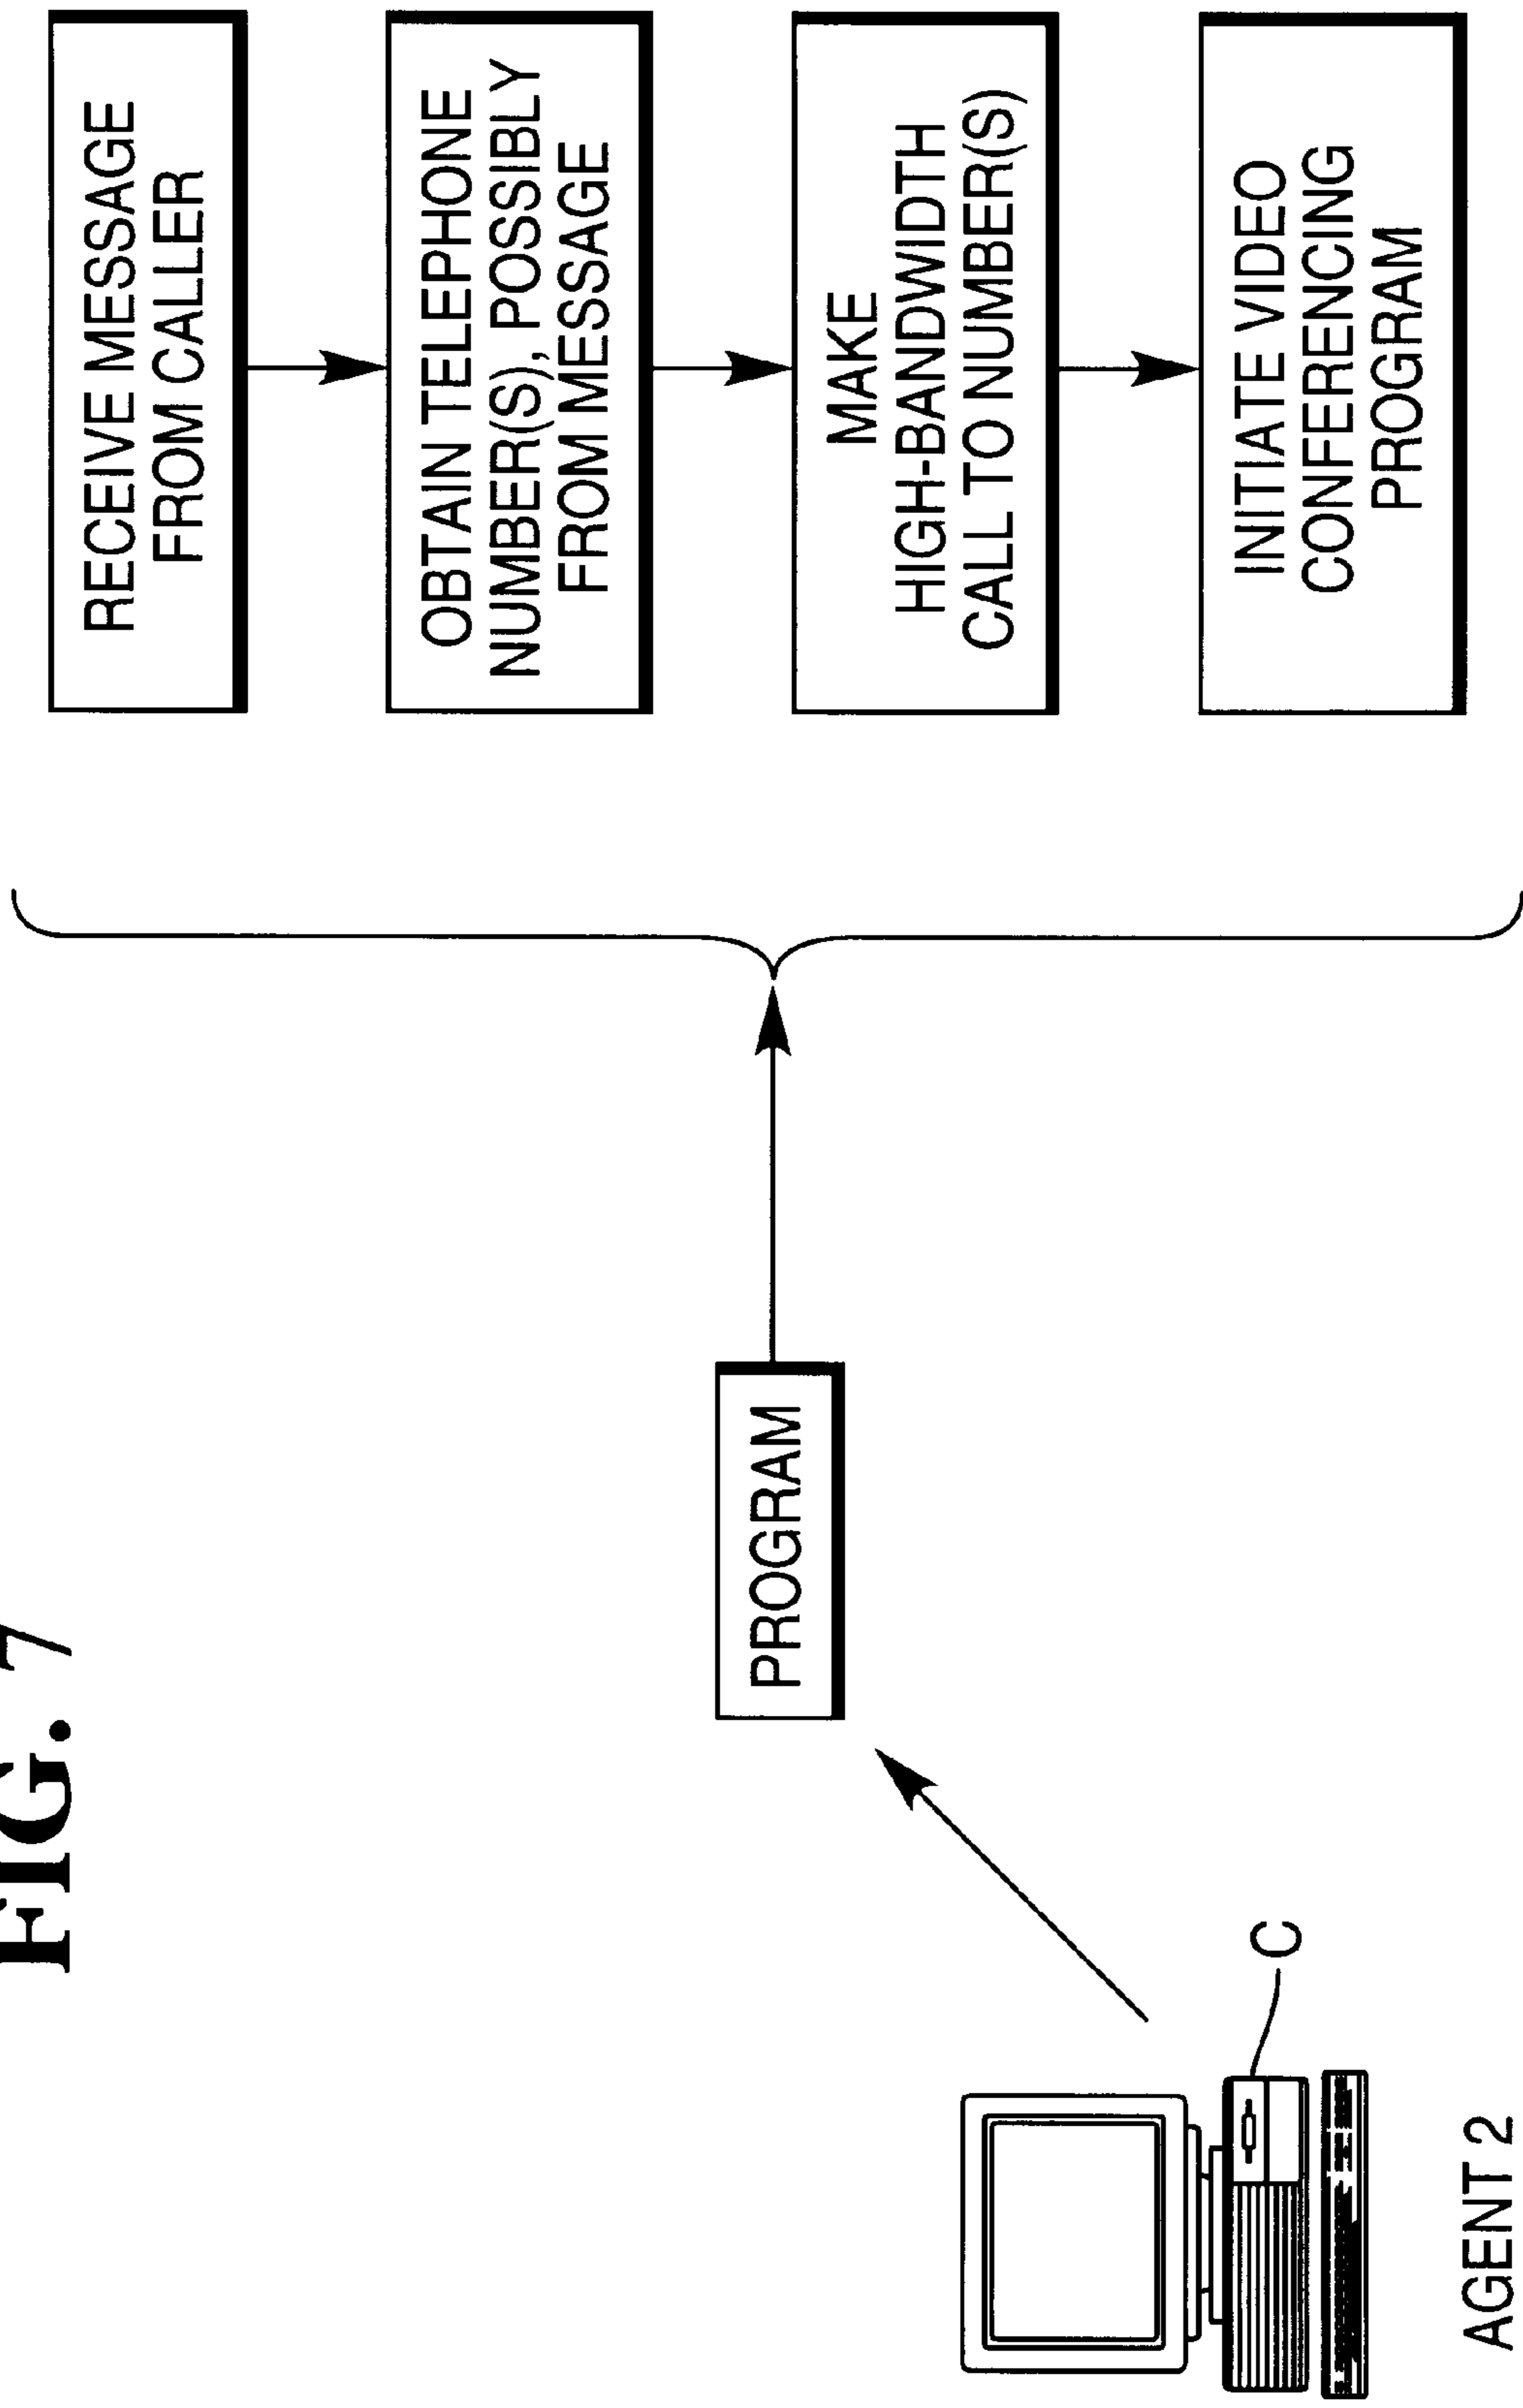 FIG. 7
RECEIVE MESSAGE
FROM CALLER
OBTAIN TELEPHONE
NUMBER(S), POSSIBLY
FROM MESSAGE
MAKE
HIGH-BANDWIDTH
CALL TO NUMBER(S)
INITIATE VIDEO
CONFERENCING
PROGRAM
PROGRAM
C
AGENT 2